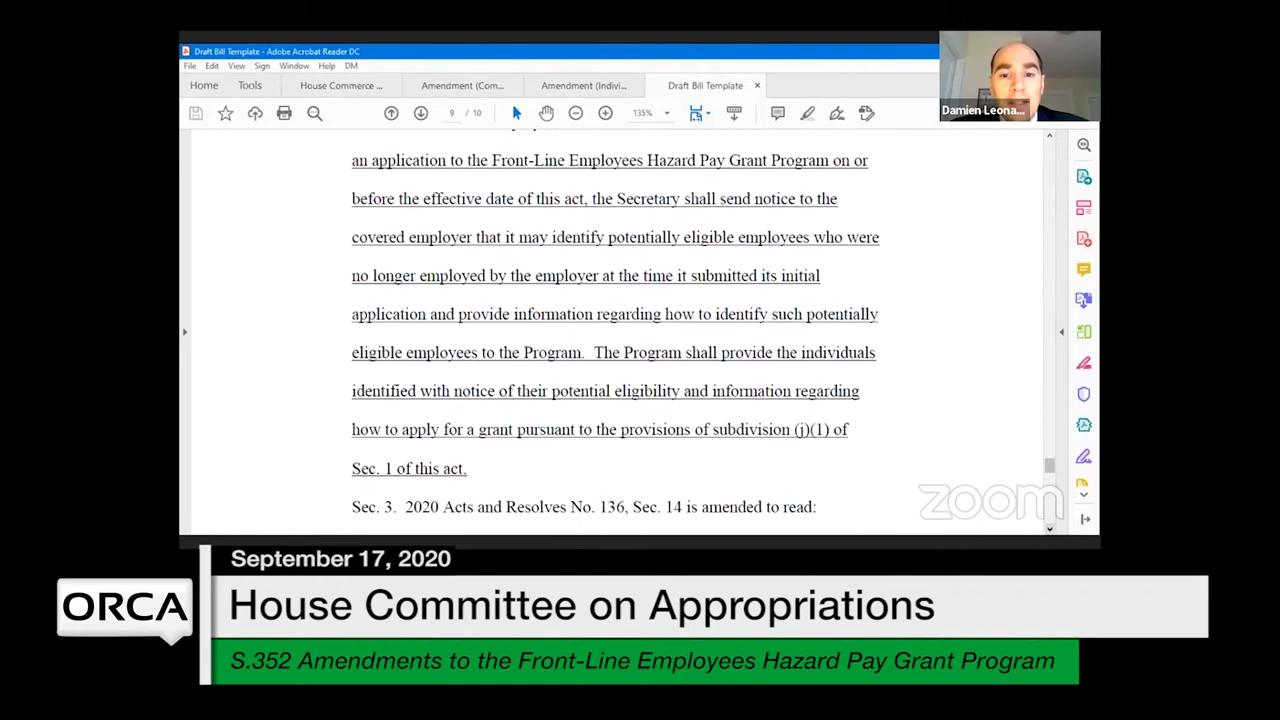 Draft Bill Template - Adobe Acrobat Reader DC
File Edit View Sign Window Help DM
Home Tools House Commerce ... Amendment (Com... Amendment (Indivi... Draft Bill Template ×
9 / 10 135%
Damien Leona...
an application to the Front-Line Employees Hazard Pay Grant Program on or
before the effective date of this act, the Secretary shall send notice to the
covered employer that it may identify potentially eligible employees who were
no longer employed by the employer at the time it submitted its initial
application and provide information regarding how to identify such potentially
eligible employees to the Program. The Program shall provide the individuals
identified with notice of their potential eligibility and information regarding
how to apply for a grant pursuant to the provisions of subdivision (j)(1) of
Sec. 1 of this act.
Sec. 3. 2020 Acts and Resolves No. 136, Sec. 14 is amended to read:
zoom
September 17, 2020
ORCA
House Committee on Appropriations
S.352 Amendments to the Front-Line Employees Hazard Pay Grant Program